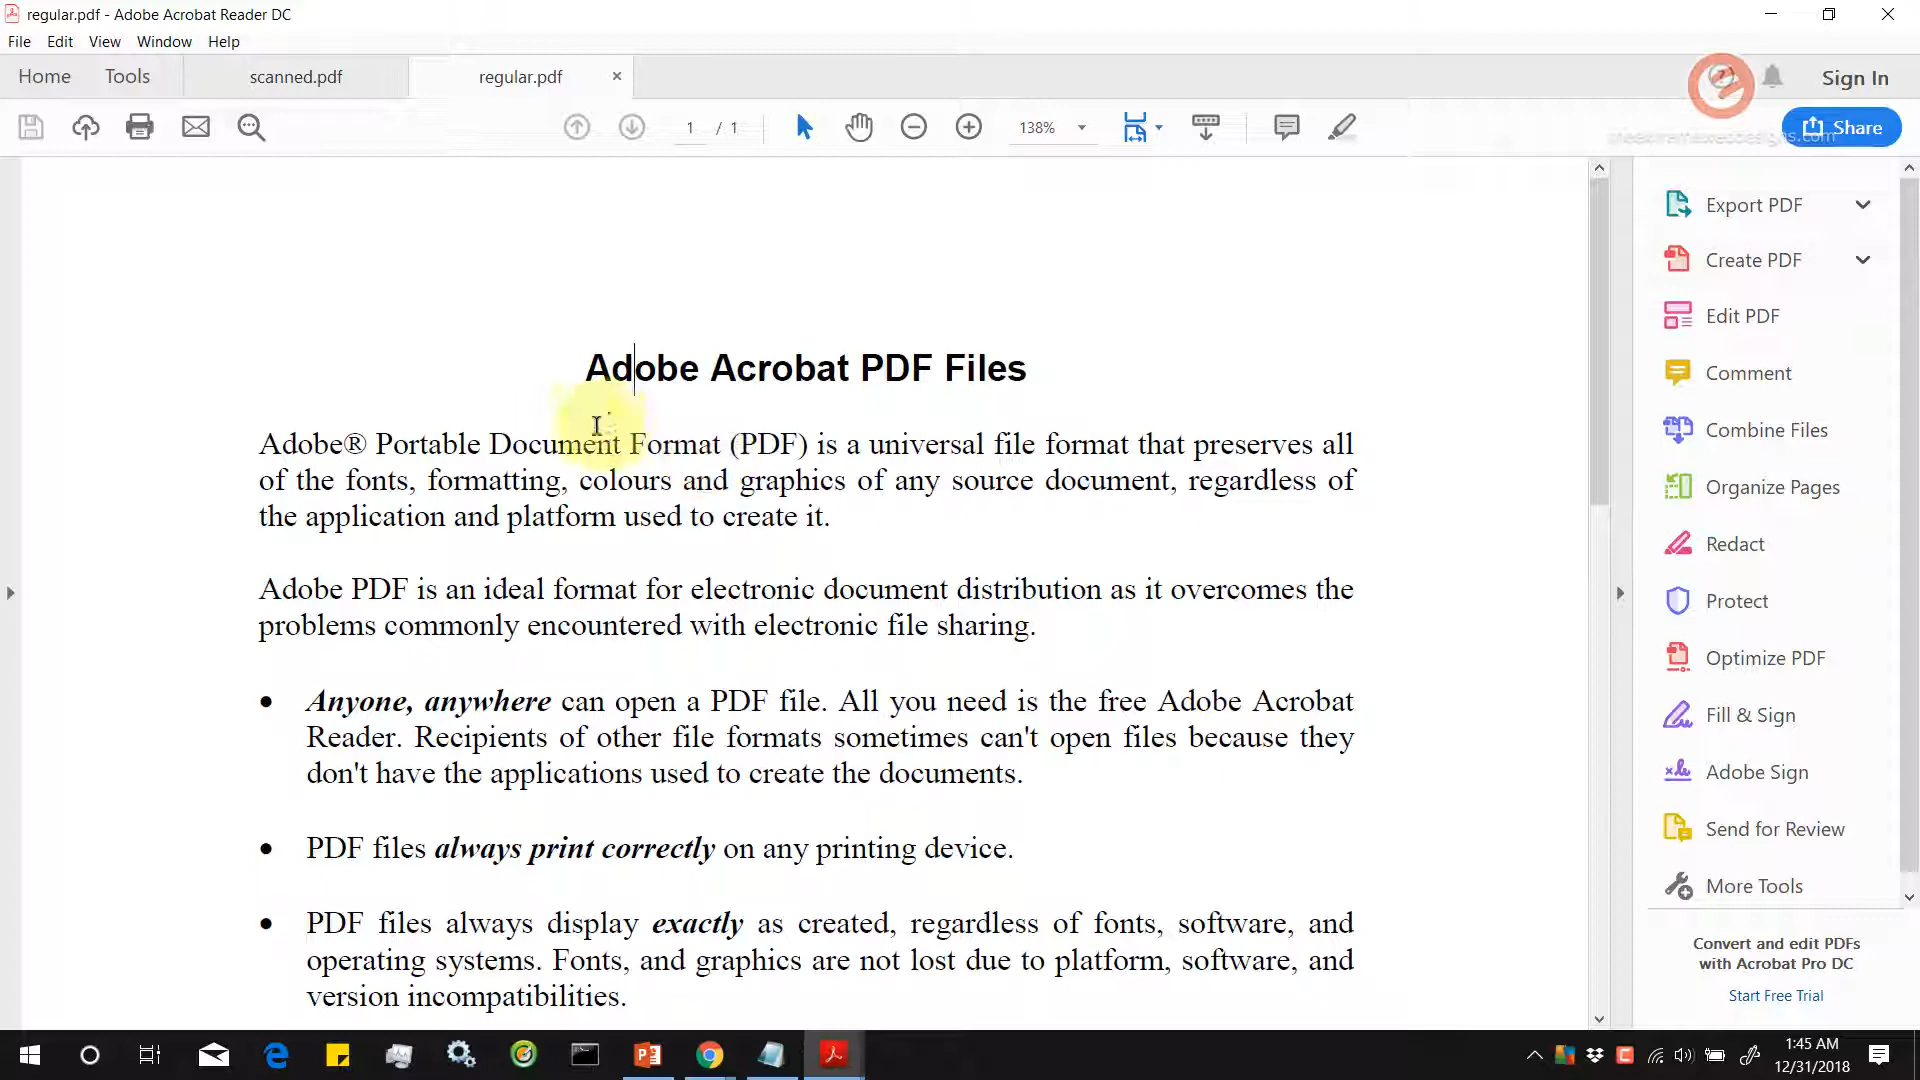 regular.pdf - Adobe Acrobat Reader DC
File Edit View Window Help
Home Tools scanned.pdf regular.pdf × Sign In
1 / 1 138% Share
Adobe Acrobat PDF Files
Adobe® Portable Document Format (PDF) is a universal file format that preserves all
of the fonts, formatting, colours and graphics of any source document, regardless of
the application and platform used to create it.
Adobe PDF is an ideal format for electronic document distribution as it overcomes the
problems commonly encountered with electronic file sharing.
• Anyone, anywhere can open a PDF file. All you need is the free Adobe Acrobat
Reader. Recipients of other file formats sometimes can't open files because they
don't have the applications used to create the documents.
• PDF files always print correctly on any printing device.
• PDF files always display exactly as created, regardless of fonts, software, and
operating systems. Fonts, and graphics are not lost due to platform, software, and
version incompatibilities.
Export PDF
Create PDF
Edit PDF
Comment
Combine Files
Organize Pages
Redact
Protect
Optimize PDF
Fill & Sign
Adobe Sign
Send for Review
More Tools
Convert and edit PDFs
with Acrobat Pro DC
Start Free Trial
1:45 AM
12/31/2018